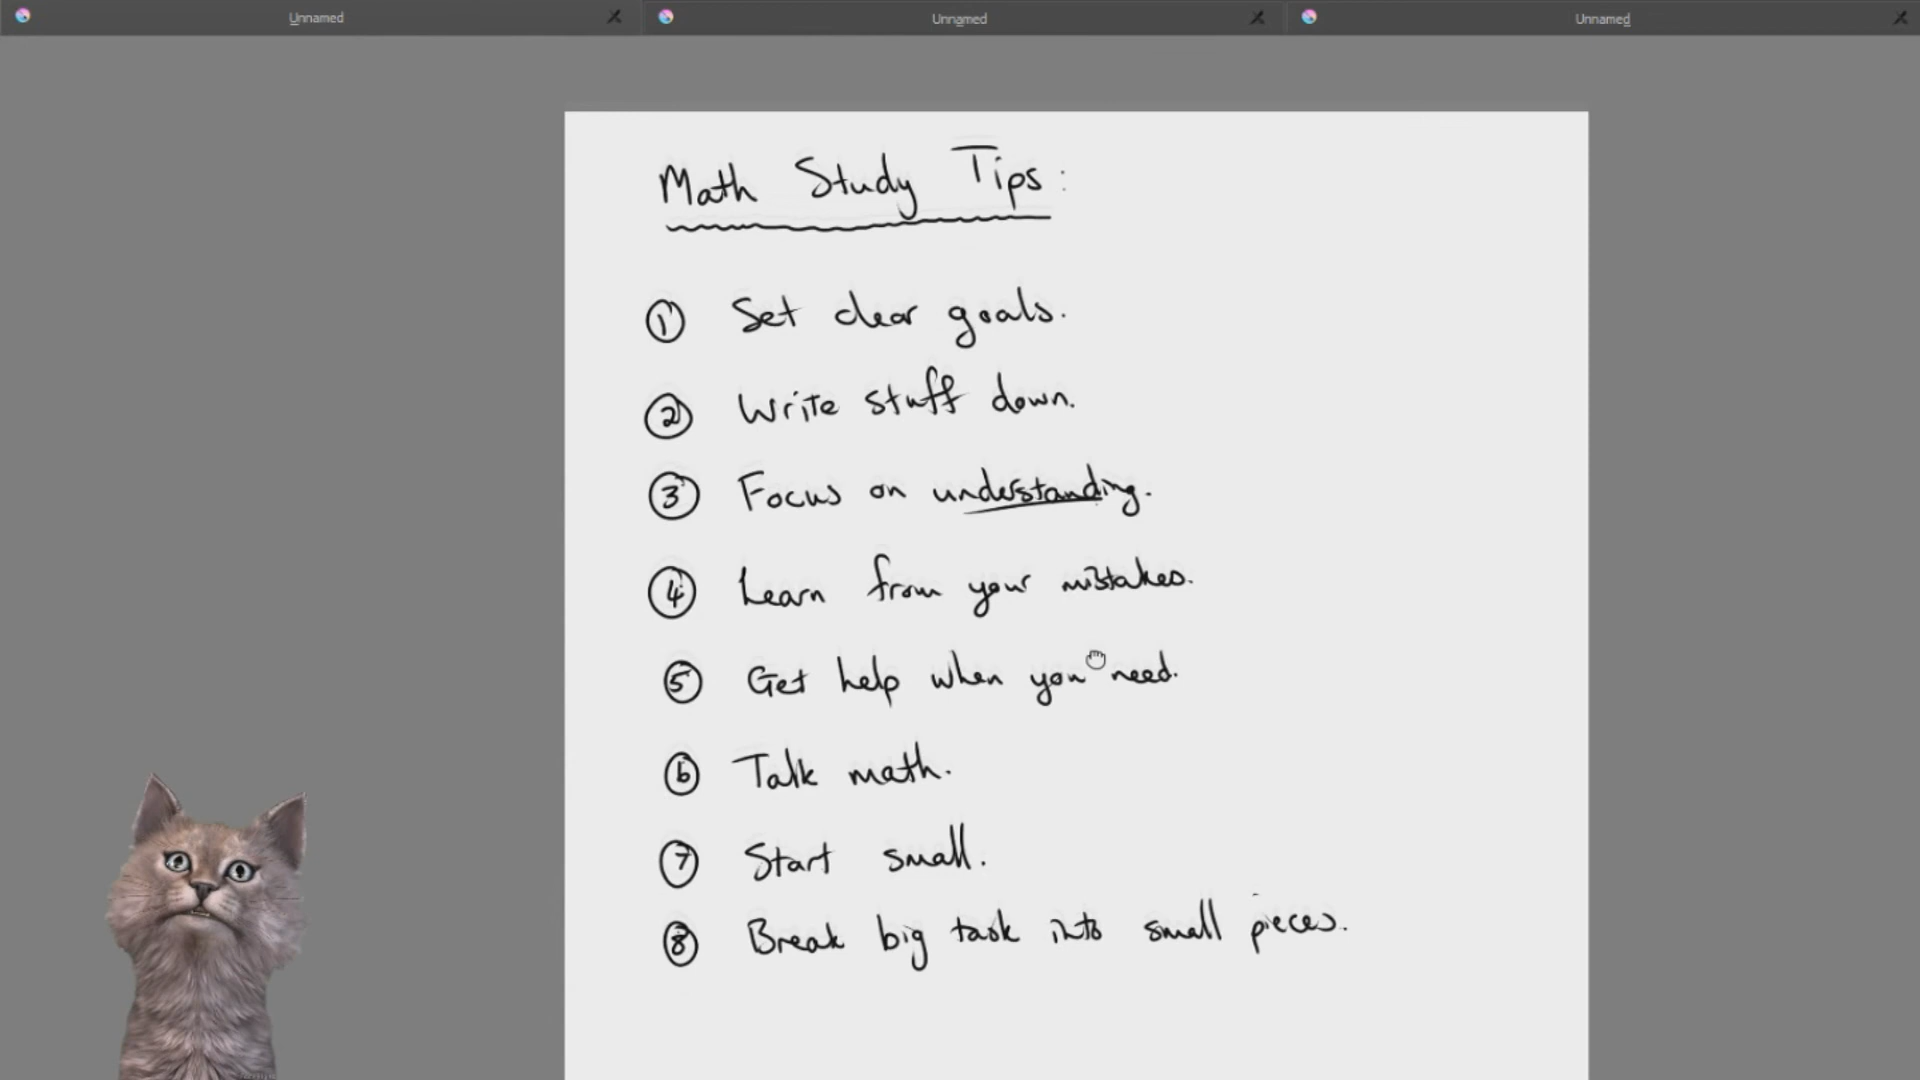 Unnamed Unnamed Unnamed
Math Study Tips:
① Set clear goals.
② Write stuff down.
③ Focus on understanding.
④ Learn from your mistakes.
⑤ Get help when you need.
⑥ Talk math.
⑦ Start small.
⑧ Break big task into small pieces.